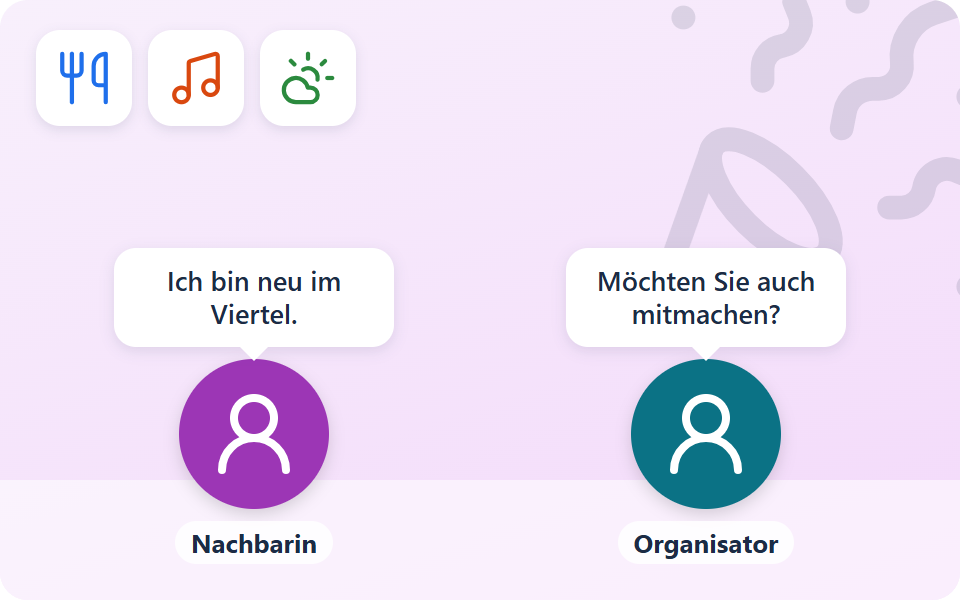 Ich bin neu im
Viertel.
Möchten Sie auch
mitmachen?
Nachbarin
Organisator